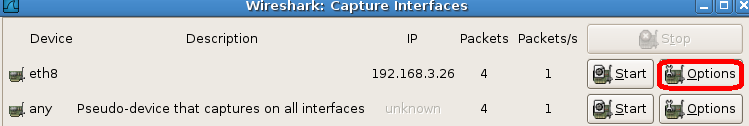 Wireshark: Capture Interfaces
Device Description IP Packets Packets/s Stop
eth8 192.168.3.26 4 1 Start Options
any Pseudo-device that captures on all interfaces unknown 4 1 Start Options